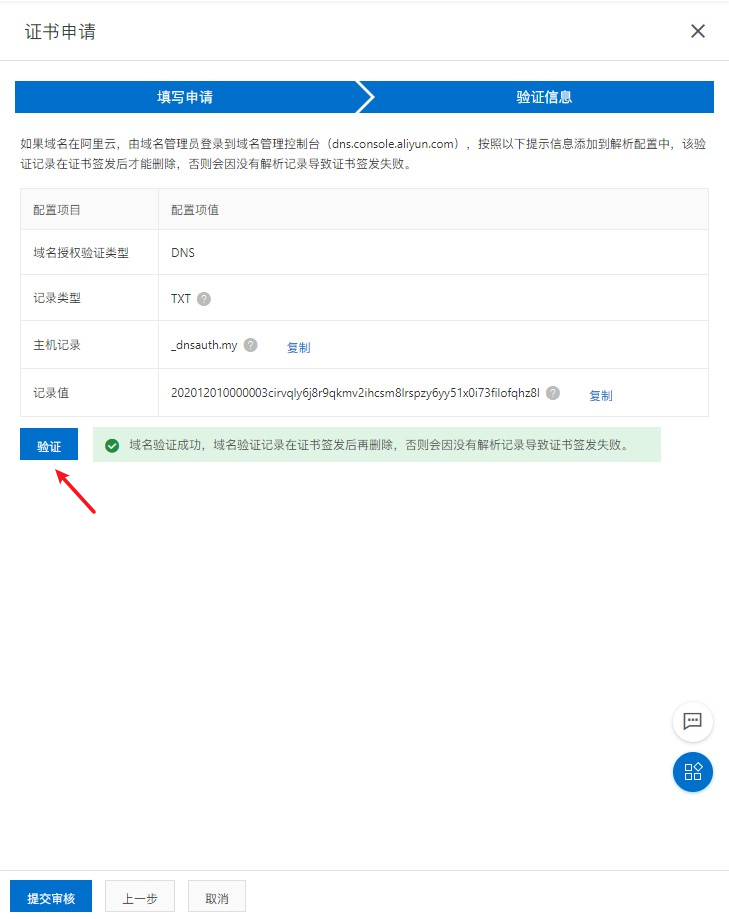 证书申请
填写申请
验证信息
如果域名在阿里云，由域名管理员登录到域名管理控制台（dns.console.aliyun.com），按照以下提示信息添加到解析配置中，该验
证记录在证书签发后才能删除，否则会因没有解析记录导致证书签发失败。
配置项目 配置项值
域名授权验证类型 DNS
记录类型 TXT ?
主机记录 _dnsauth.my ? 复制
记录值 202012010000003cirvqly6j8r9qkmv2ihcsm8lrspzy6yy51x0i73filofqhz8l ? 复制
验证 域名验证成功，域名验证记录在证书签发后再删除，否则会因没有解析记录导致证书签发失败。
提交审核 上一步 取消